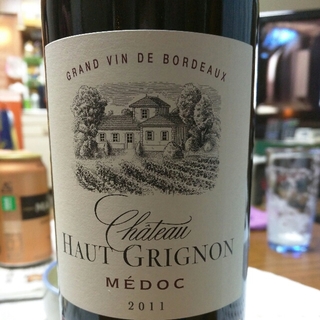 GRAND VIN DE BORDEAUX
Château
HAUT GRIGNON
MÉDOC
2011